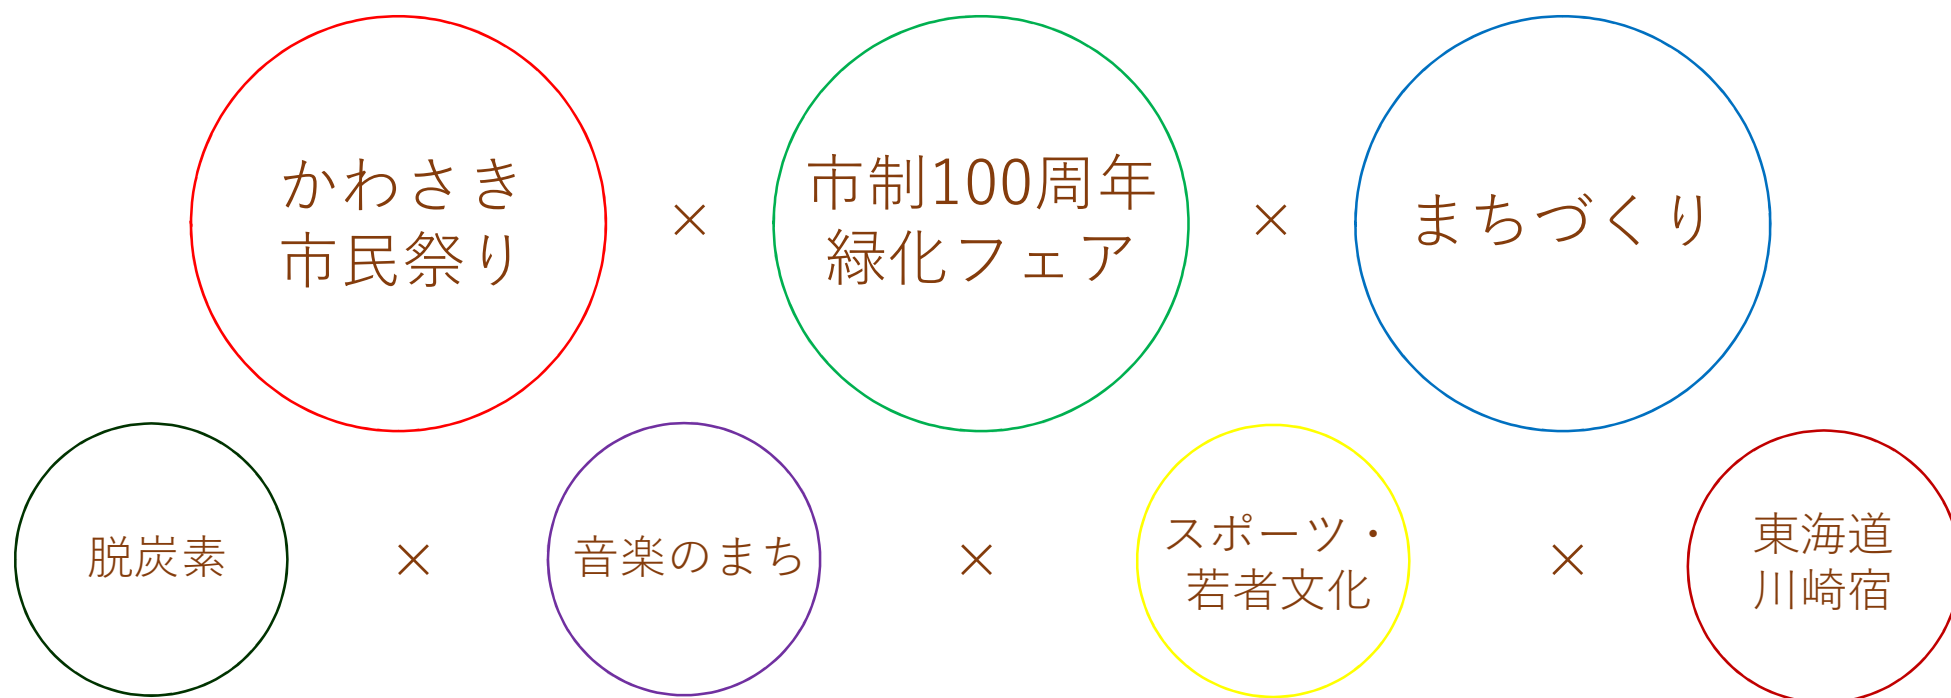 かわさき
市民祭り
×
市制100周年
緑化フェア
×
まちづくり
脱炭素
×
音楽のまち
×
スポーツ・
若者文化
×
東海道
川崎宿